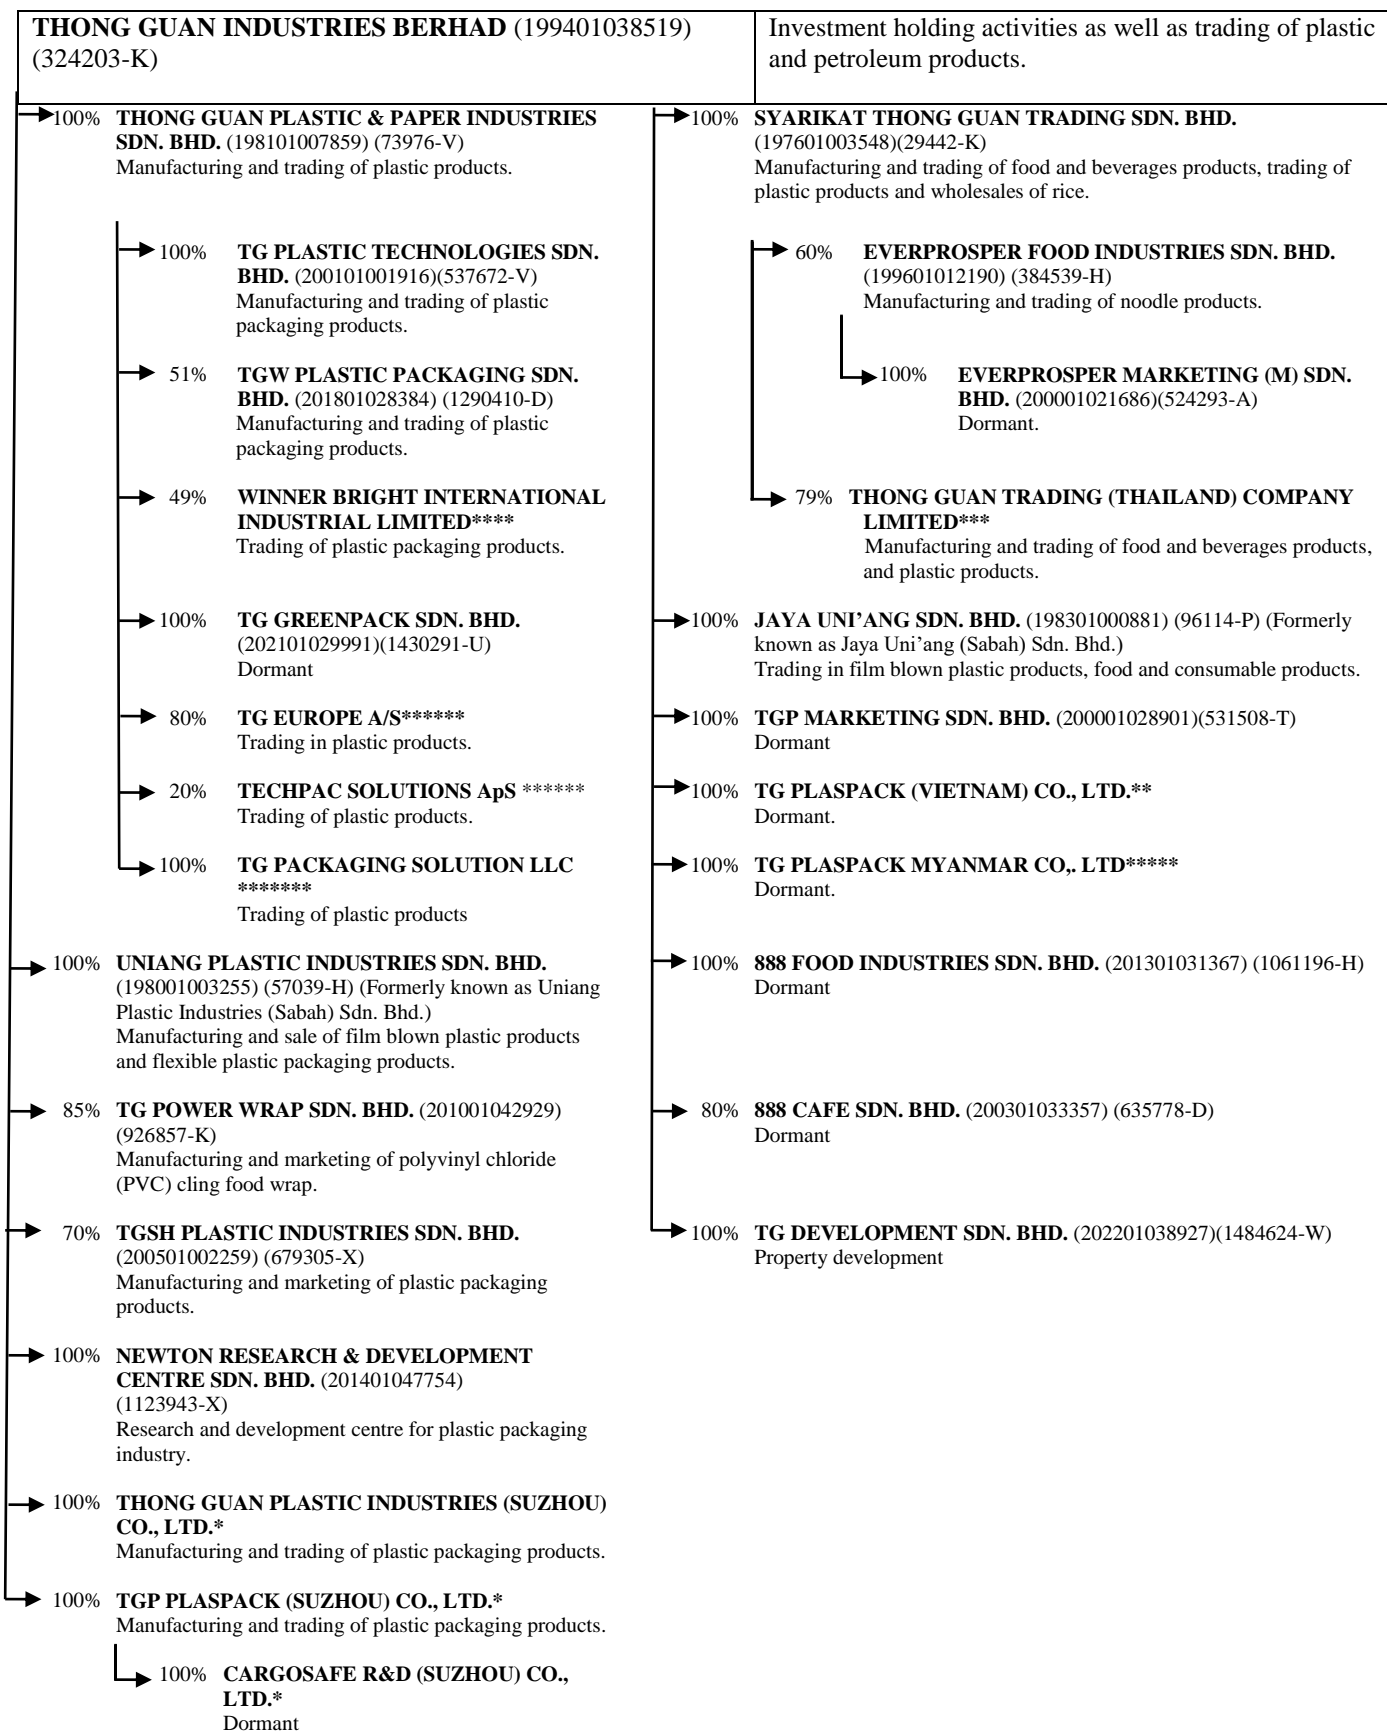 THONG GUAN INDUSTRIES BERHAD (199401038519)
(324203-K)
Investment holding activities as well as trading of plastic
and petroleum products.
100% THONG GUAN PLASTIC & PAPER INDUSTRIES
SDN. BHD. (198101007859) (73976-V)
Manufacturing and trading of plastic products.
100% TG PLASTIC TECHNOLOGIES SDN.
BHD. (200101001916)(537672-V)
Manufacturing and trading of plastic
packaging products.
51% TGW PLASTIC PACKAGING SDN.
BHD. (201801028384) (1290410-D)
Manufacturing and trading of plastic
packaging products.
49% WINNER BRIGHT INTERNATIONAL
INDUSTRIAL LIMITED****
Trading of plastic packaging products.
100% TG GREENPACK SDN. BHD.
(202101029991)(1430291-U)
Dormant
80% TG EUROPE A/S******
Trading in plastic products.
20% TECHPAC SOLUTIONS ApS ******
Trading of plastic products.
100% TG PACKAGING SOLUTION LLC
*******
Trading of plastic products
100% UNIANG PLASTIC INDUSTRIES SDN. BHD.
(198001003255) (57039-H) (Formerly known as Uniang
Plastic Industries (Sabah) Sdn. Bhd.)
Manufacturing and sale of film blown plastic products
and flexible plastic packaging products.
85% TG POWER WRAP SDN. BHD. (201001042929)
(926857-K)
Manufacturing and marketing of polyvinyl chloride
(PVC) cling food wrap.
70% TGSH PLASTIC INDUSTRIES SDN. BHD.
(200501002259) (679305-X)
Manufacturing and marketing of plastic packaging
products.
100% NEWTON RESEARCH & DEVELOPMENT
CENTRE SDN. BHD. (201401047754)
(1123943-X)
Research and development centre for plastic packaging
industry.
100% THONG GUAN PLASTIC INDUSTRIES (SUZHOU)
CO., LTD.*
Manufacturing and trading of plastic packaging products.
100% TGP PLASPACK (SUZHOU) CO., LTD.*
Manufacturing and trading of plastic packaging products.
100% CARGOSAFE R&D (SUZHOU) CO.,
LTD.*
Dormant
100% SYARIKAT THONG GUAN TRADING SDN. BHD.
(197601003548)(29442-K)
Manufacturing and trading of food and beverages products, trading of
plastic products and wholesales of rice.
60% EVERPROSPER FOOD INDUSTRIES SDN. BHD.
(199601012190) (384539-H)
Manufacturing and trading of noodle products.
100% EVERPROSPER MARKETING (M) SDN.
BHD. (200001021686)(524293-A)
Dormant.
79% THONG GUAN TRADING (THAILAND) COMPANY
LIMITED***
Manufacturing and trading of food and beverages products,
and plastic products.
100% JAYA UNI’ANG SDN. BHD. (198301000881) (96114-P) (Formerly
known as Jaya Uni’ang (Sabah) Sdn. Bhd.)
Trading in film blown plastic products, food and consumable products.
100% TGP MARKETING SDN. BHD. (200001028901)(531508-T)
Dormant
100% TG PLASPACK (VIETNAM) CO., LTD.**
Dormant.
100% TG PLASPACK MYANMAR CO,. LTD*****
Dormant.
100% 888 FOOD INDUSTRIES SDN. BHD. (201301031367) (1061196-H)
Dormant
80% 888 CAFE SDN. BHD. (200301033357) (635778-D)
Dormant
100% TG DEVELOPMENT SDN. BHD. (202201038927)(1484624-W)
Property development